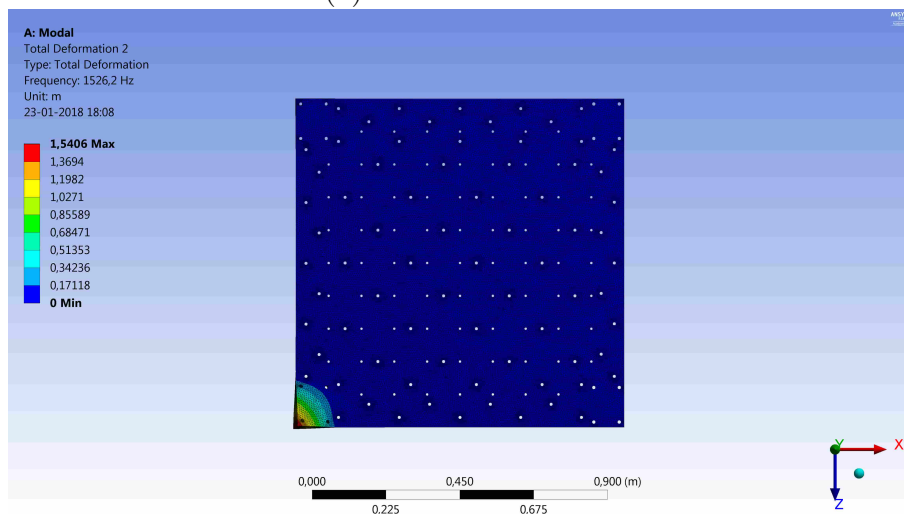 A: Modal
Total Deformation 2
Type: Total Deformation
Frequency: 1526,2 Hz
Unit: m
23-01-2018 18:08
1,5406 Max
1,3694
1,1982
1,0271
0,85589
0,68471
0,51353
0,34236
0,17118
0 Min
ANSYS
Y
X
Z
0,000
0,450
0,900 (m)
0,225
0,675